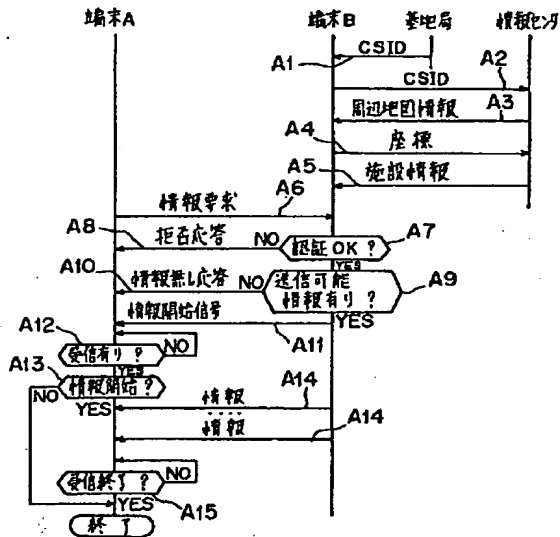 端末A 端末B 基地局 情報センタ
A1 CSID
CSID A2
周辺地図情報 A3
A4 座標
A5 施設情報
情報要求 A6
A8 拒否応答 NO 認証OK? A7
YES
A10 情報無し応答 NO 送信可能情報有り? A9
情報開始信号 YES
A11
A12 受信有り? NO
YES
A13 情報開始?
NO YES 情報 A14
情報 A14
NO
受信終了?
YES A15
終了